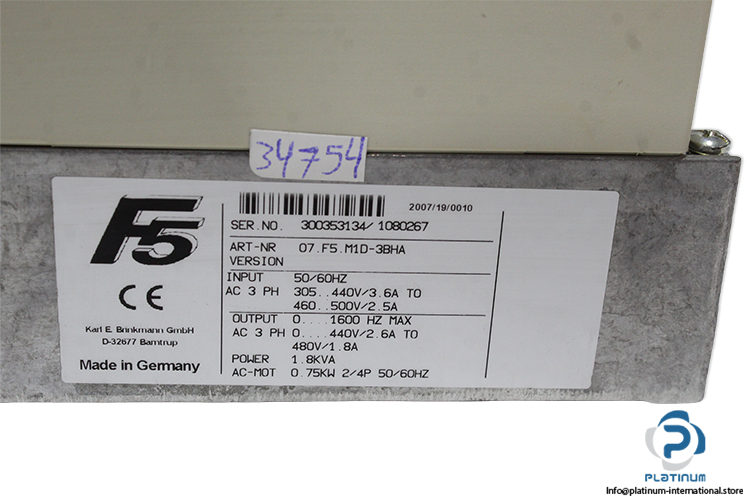 34754
F5
CE
Karl E. Brinkmann GmbH
D-32677 Barntrup
Made in Germany
2007/19/0010
SER.NO. 300353134/ 1080267
ART-NR 07.F5.M1D-3BHA
VERSION
INPUT 50/60HZ
AC 3 PH 305..440V/3.6A TO
460..500V/2.5A
OUTPUT 0....1600 HZ MAX
AC 3 PH 0....440V/2.6A TO
480V/1.8A
POWER 1.8KVA
AC-MOT 0.75KW 2/4P 50/60HZ
PLATINUM
Info@platinum-international.store